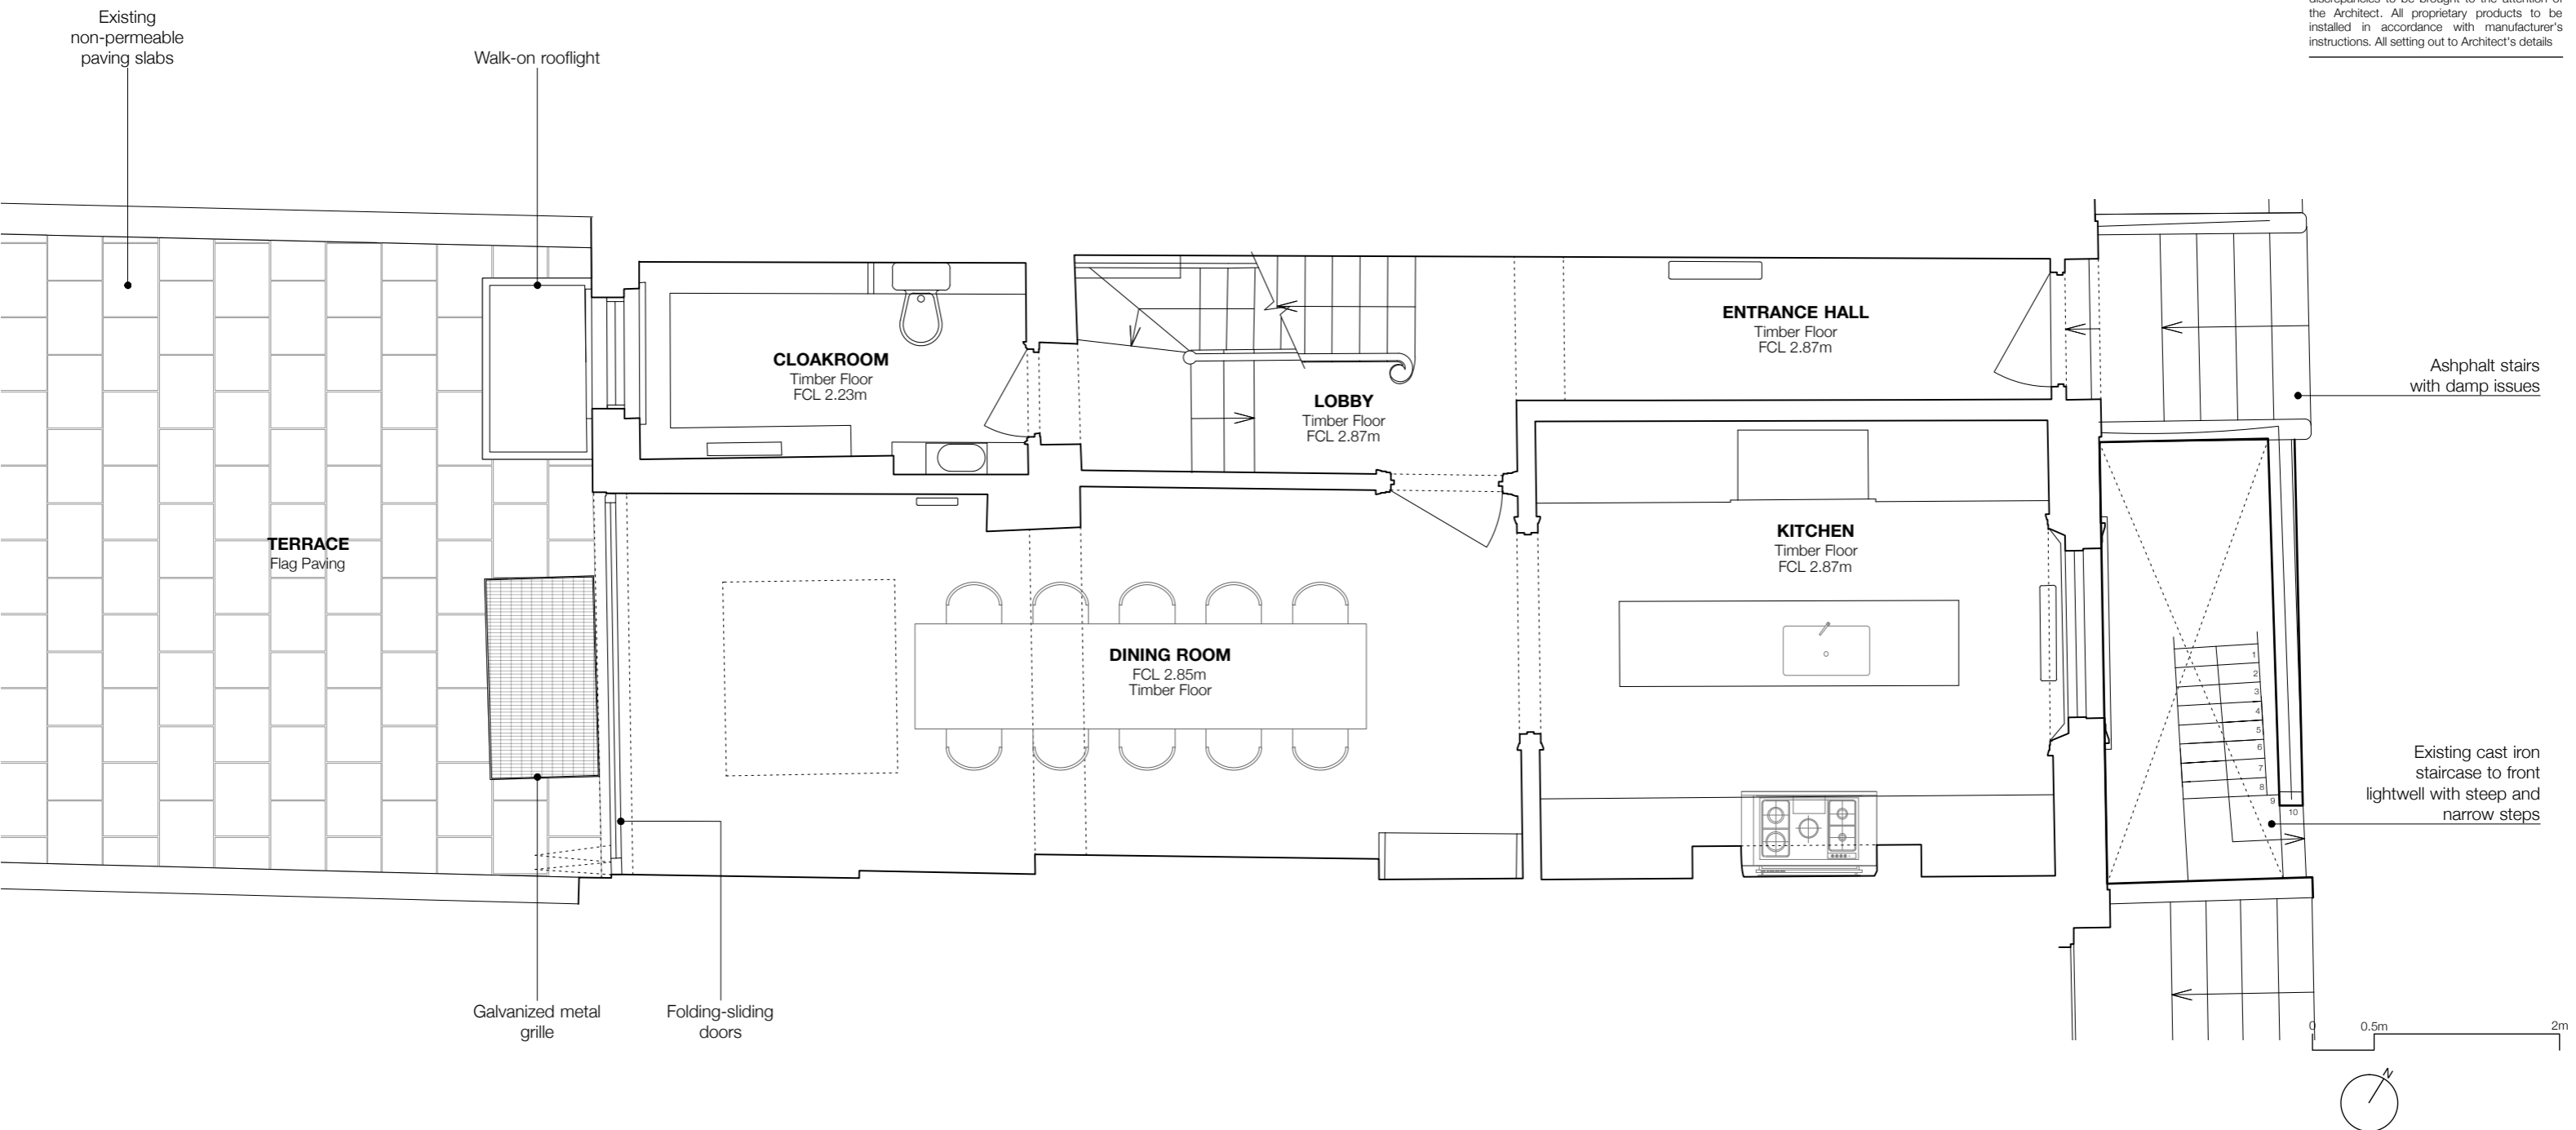 Existing
non-permeable
paving slabs
Walk-on rooflight
discrepancies to be brought to the attention of
the Architect. All proprietary products to be
installed in accordance with manufacturer's
instructions. All setting out to Architect's details
CLOAKROOM
Timber Floor
FCL 2.23m
ENTRANCE HALL
Timber Floor
FCL 2.87m
LOBBY
Timber Floor
FCL 2.87m
Ashphalt stairs
with damp issues
TERRACE
Flag Paving
KITCHEN
Timber Floor
FCL 2.87m
DINING ROOM
FCL 2.85m
Timber Floor
1
2
3
4
5
6
7
8
9
10
Existing cast iron
staircase to front
lightwell with steep and
narrow steps
Galvanized metal
grille
Folding-sliding
doors
0
0.5m
2m
N